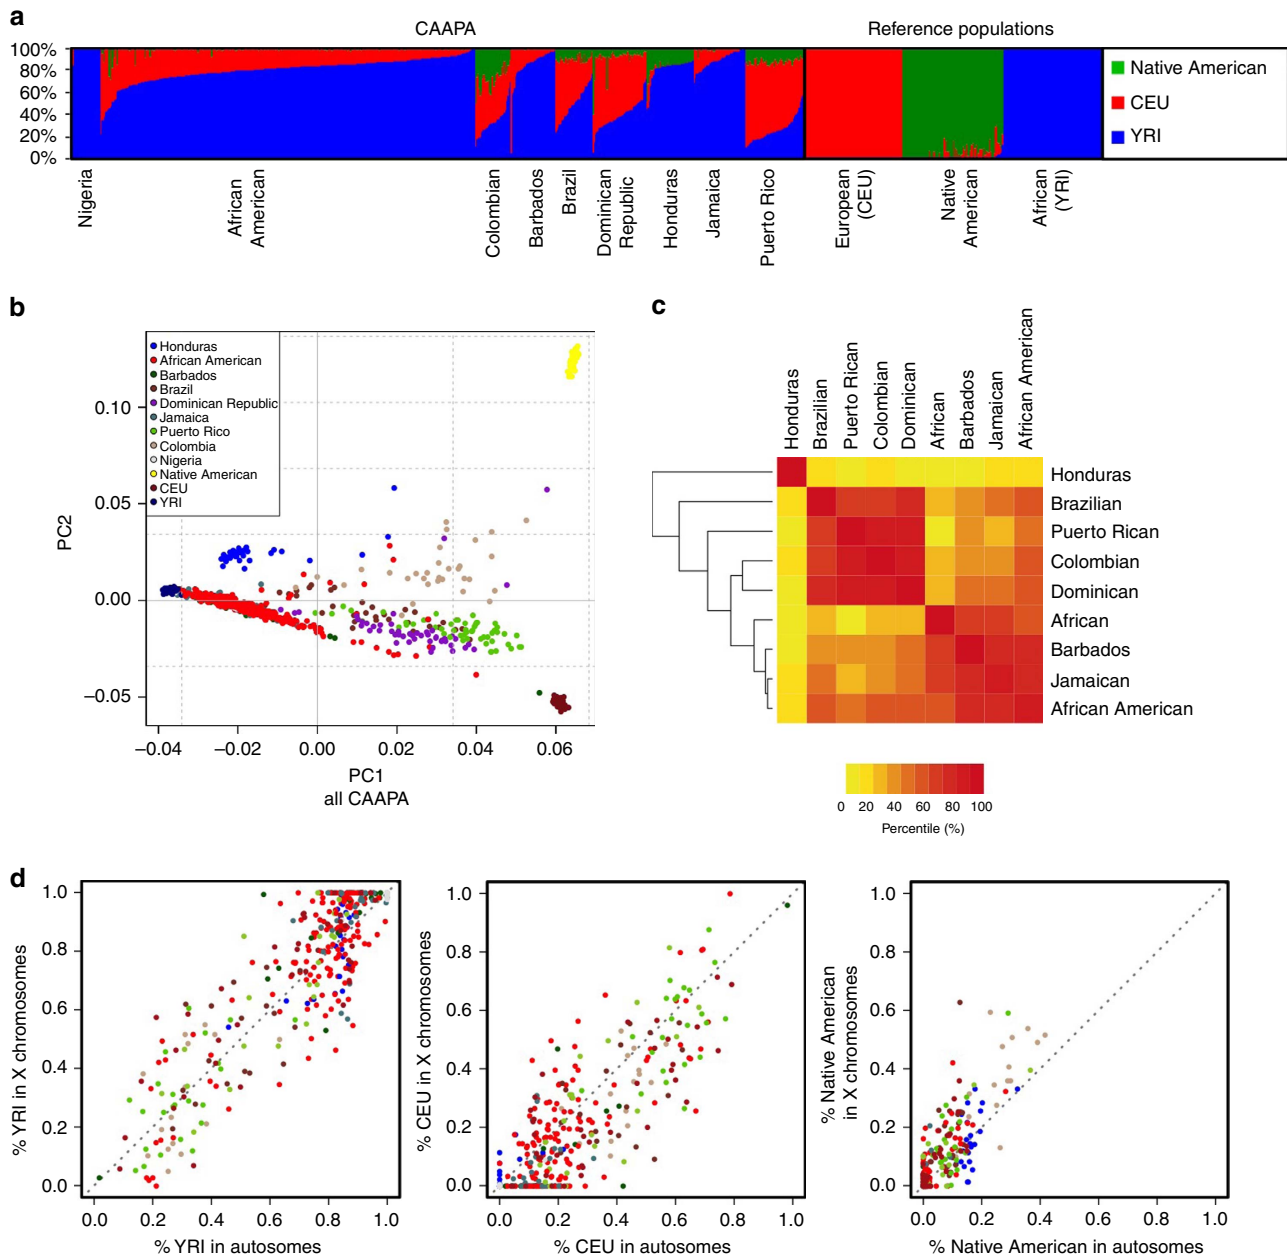 a
CAAPA
Reference populations
100%
80%
60%
40%
20%
0%
Native American
CEU
YRI
Nigeria
African
American
Colombian
Barbados
Brazil
Dominican
Republic
Honduras
Jamaica
Puerto Rico
European
(CEU)
Native
American
African
(YRI)
b
Honduras
African American
Barbados
Brazil
Dominican Republic
Jamaica
Puerto Rico
Colombia
Nigeria
Native American
CEU
YRI
PC2
0.10
0.05
0.00
−0.05
−0.04
−0.02
0.00
0.02
0.04
0.06
PC1
all CAAPA
c
Honduras
Brazilian
Puerto Rican
Colombian
Dominican
African
Barbados
Jamaican
African American
Honduras
Brazilian
Puerto Rican
Colombian
Dominican
African
Barbados
Jamaican
African American
0 20 40 60 80 100
Percentile (%)
d
% YRI in X chromosomes
1.0
0.8
0.6
0.4
0.2
0.0
0.0 0.2 0.4 0.6 0.8 1.0
% YRI in autosomes
% CEU in X chromosomes
1.0
0.8
0.6
0.4
0.2
0.0
0.0 0.2 0.4 0.6 0.8 1.0
% CEU in autosomes
% Native American
in X chromosomes
1.0
0.8
0.6
0.4
0.2
0.0
0.0 0.2 0.4 0.6 0.8 1.0
% Native American in autosomes